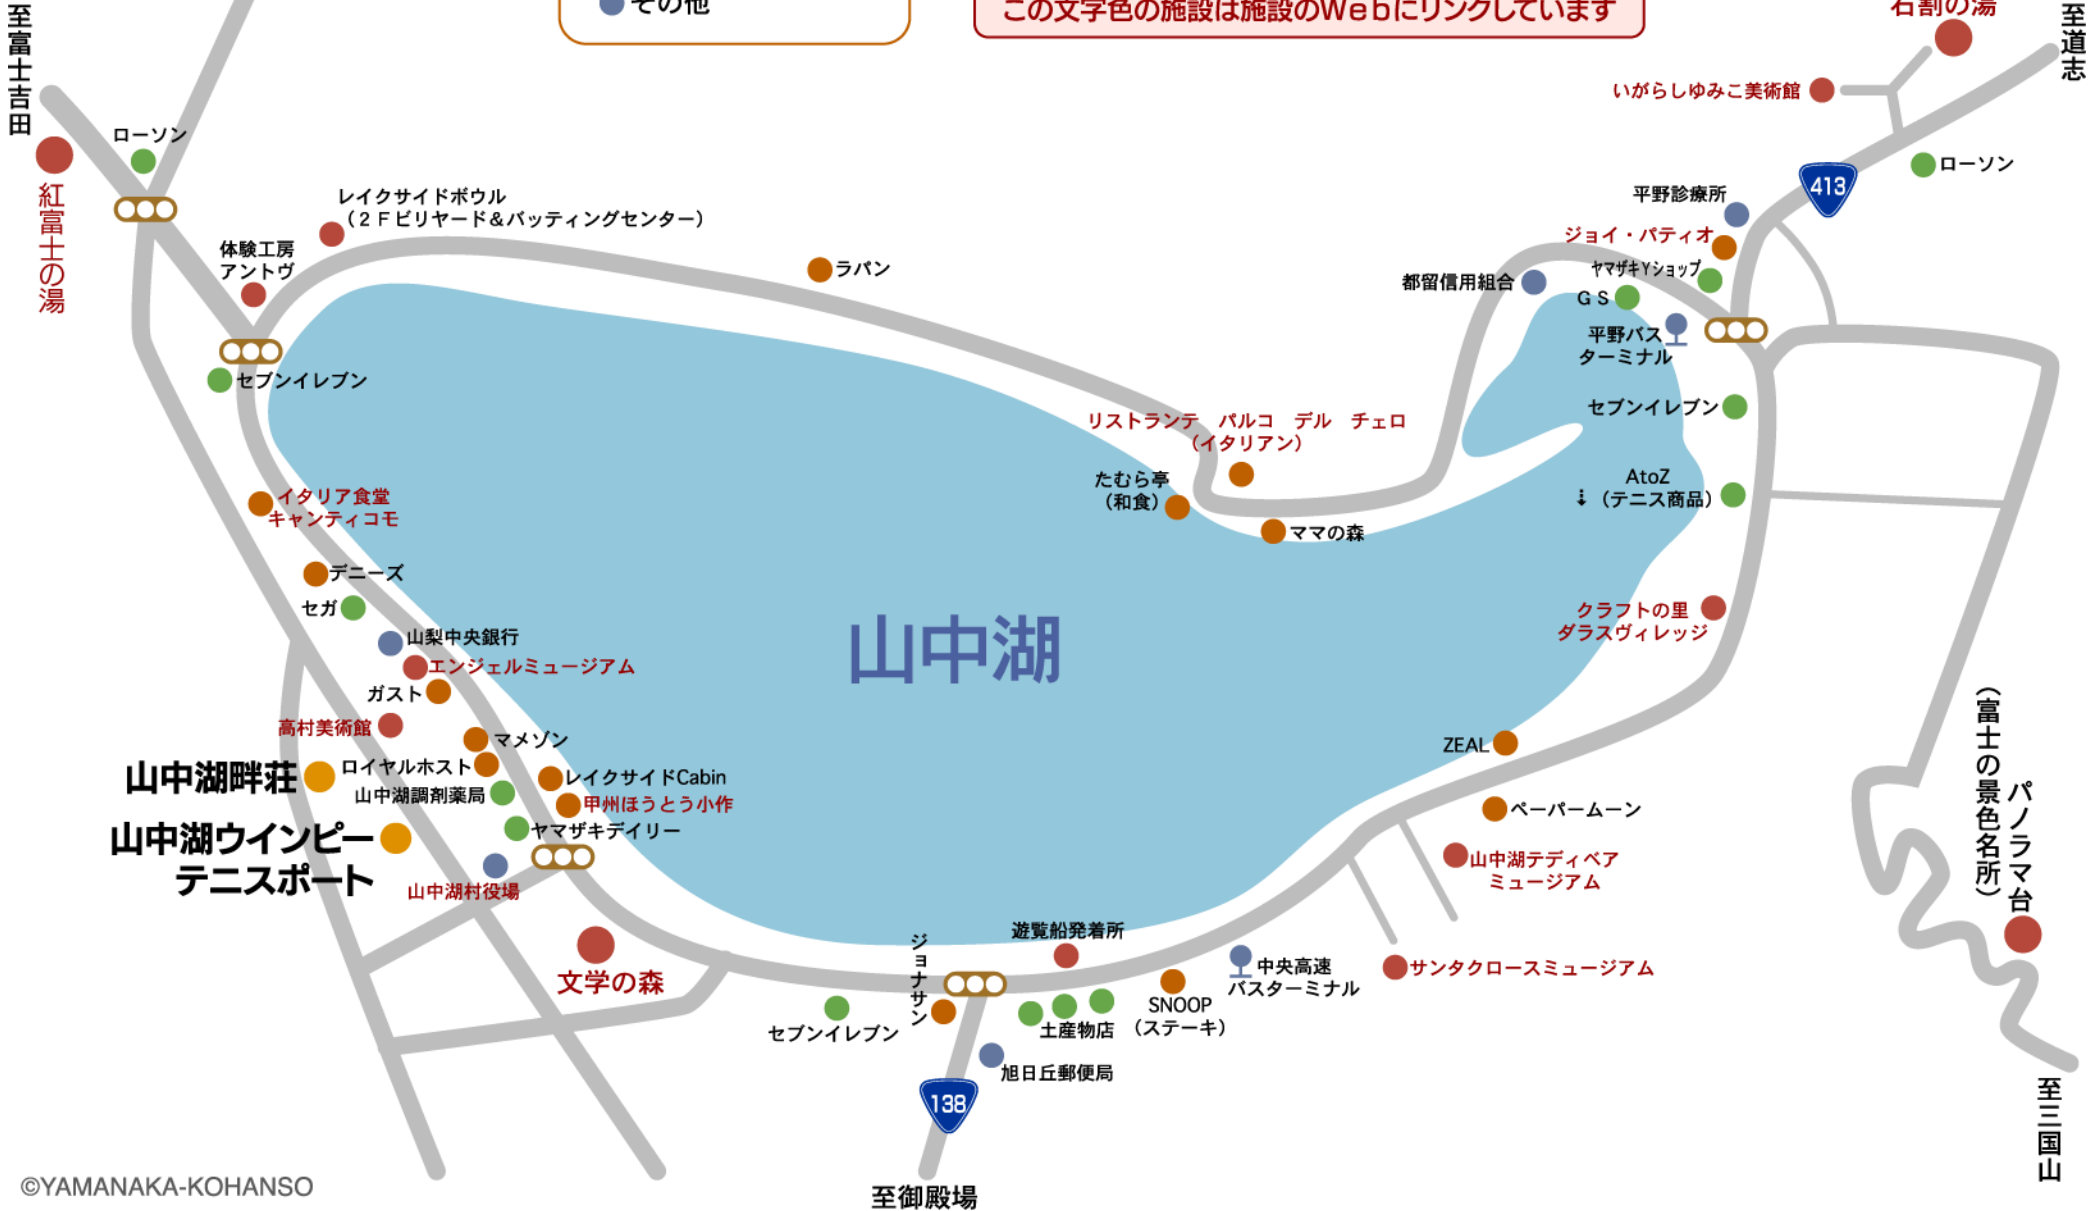 その他
この文字色の施設は施設のWebにリンクしています
至富士吉田
ローソン
紅富士の湯
体験工房
アントヴ
レイクサイドボウル
（２Ｆビリヤード＆バッティングセンター）
ラパン
セブンイレブン
石割の湯
至道志
いがらしゆみこ美術館
ローソン
413
平野診療所
ジョイ・パティオ
ヤマザキＹショップ
都留信用組合
ＧＳ
平野バス
ターミナル
セブンイレブン
AtoZ
⇣（テニス商品）
リストランテ　パルコ　デル　チェロ
（イタリアン）
たむら亭
（和食）
ママの森
イタリア食堂
キャンティコモ
デニーズ
セガ
山梨中央銀行
エンジェルミュージアム
ガスト
高村美術館
マメゾン
ロイヤルホスト
山中湖畔荘
レイクサイドCabin
山中湖調剤薬局
甲州ほうとう小作
ヤマザキデイリー
山中湖ウインピー
テニスポート
山中湖村役場
山中湖
クラフトの里
ダラスヴィレッジ
ZEAL
ペーパームーン
山中湖テディベア
ミュージアム
サンタクロースミュージアム
パノラマ台
（富士の景色名所）
文学の森
ジョナサン
セブンイレブン
遊覧船発着所
土産物店
SNOOP
（ステーキ）
中央高速
バスターミナル
旭日丘郵便局
138
至御殿場
至三国山
©YAMANAKA-KOHANSO